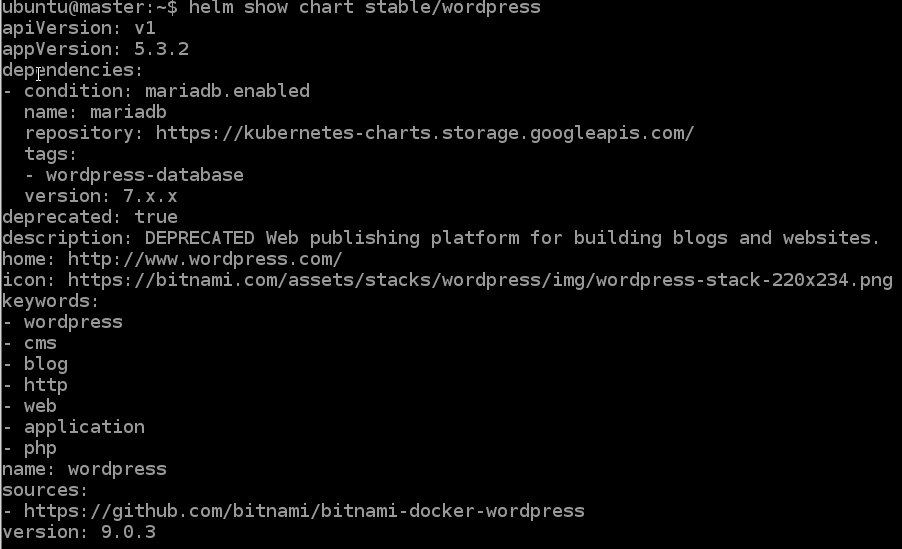 ubuntu@master:~$ helm show chart stable/wordpress
apiVersion: v1
appVersion: 5.3.2
dependencies:
- condition: mariadb.enabled
  name: mariadb
  repository: https://kubernetes-charts.storage.googleapis.com/
  tags:
  - wordpress-database
  version: 7.x.x
deprecated: true
description: DEPRECATED Web publishing platform for building blogs and websites.
home: http://www.wordpress.com/
icon: https://bitnami.com/assets/stacks/wordpress/img/wordpress-stack-220x234.png
keywords:
- wordpress
- cms
- blog
- http
- web
- application
- php
name: wordpress
sources:
- https://github.com/bitnami/bitnami-docker-wordpress
version: 9.0.3